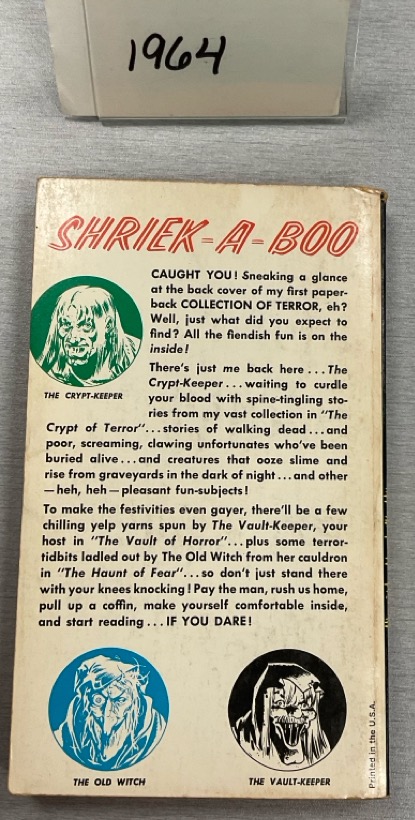 1964
SHRIEK-A-BOO
CAUGHT YOU! Sneaking a glance
at the back cover of my first paper-
back COLLECTION OF TERROR, eh?
Well, just what did you expect to
find? All the fiendish fun is on the
inside!
There's just me back here...The
Crypt-Keeper...waiting to curdle
your blood with spine-tingling sto-
ries from my vast collection in "The
Crypt of Terror"...stories of walking dead...and
poor, screaming, clawing unfortunates who've been
buried alive...and creatures that ooze slime and
rise from graveyards in the dark of night...and other
—heh, heh—pleasant fun-subjects!
THE CRYPT-KEEPER
To make the festivities even gayer, there'll be a few
chilling yelp yarns spun by The Vault-Keeper, your
host in "The Vault of Horror"...plus some terror-
tidbits ladled out by The Old Witch from her cauldron
in "The Haunt of Fear"...so don't just stand there
with your knees knocking! Pay the man, rush us home,
pull up a coffin, make yourself comfortable inside,
and start reading...IF YOU DARE!
THE OLD WITCH
THE VAULT-KEEPER
Printed in the U.S.A.